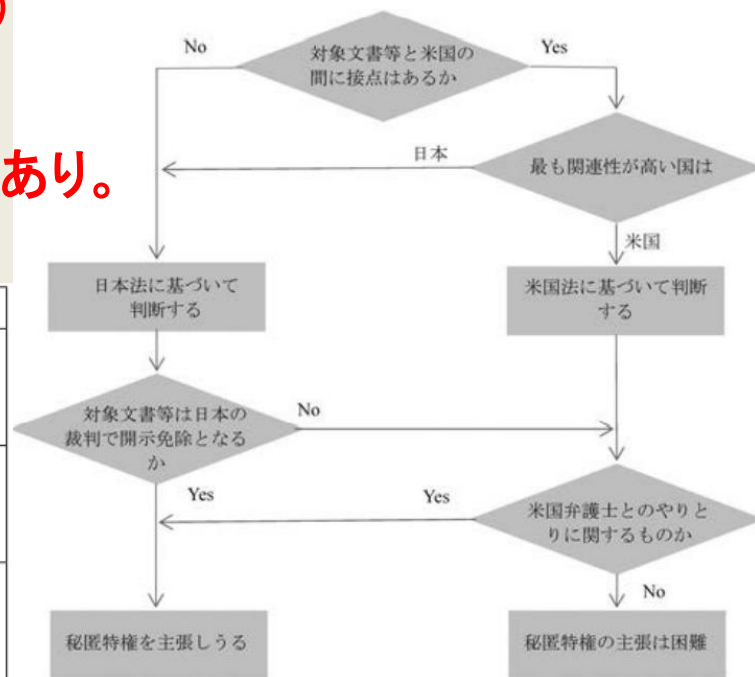 対象文書等と米国の
間に接点はあるか
No
Yes
あり。
日本
最も関連性が高い国は
米国
日本法に基づいて
判断する
米国法に基づいて判断
する
対象文書等は日本の
裁判で開示免除となる
か
No
Yes
Yes
米国弁護士とのやりと
りに関するものか
No
秘匿特権を主張しうる
秘匿特権の主張は困難